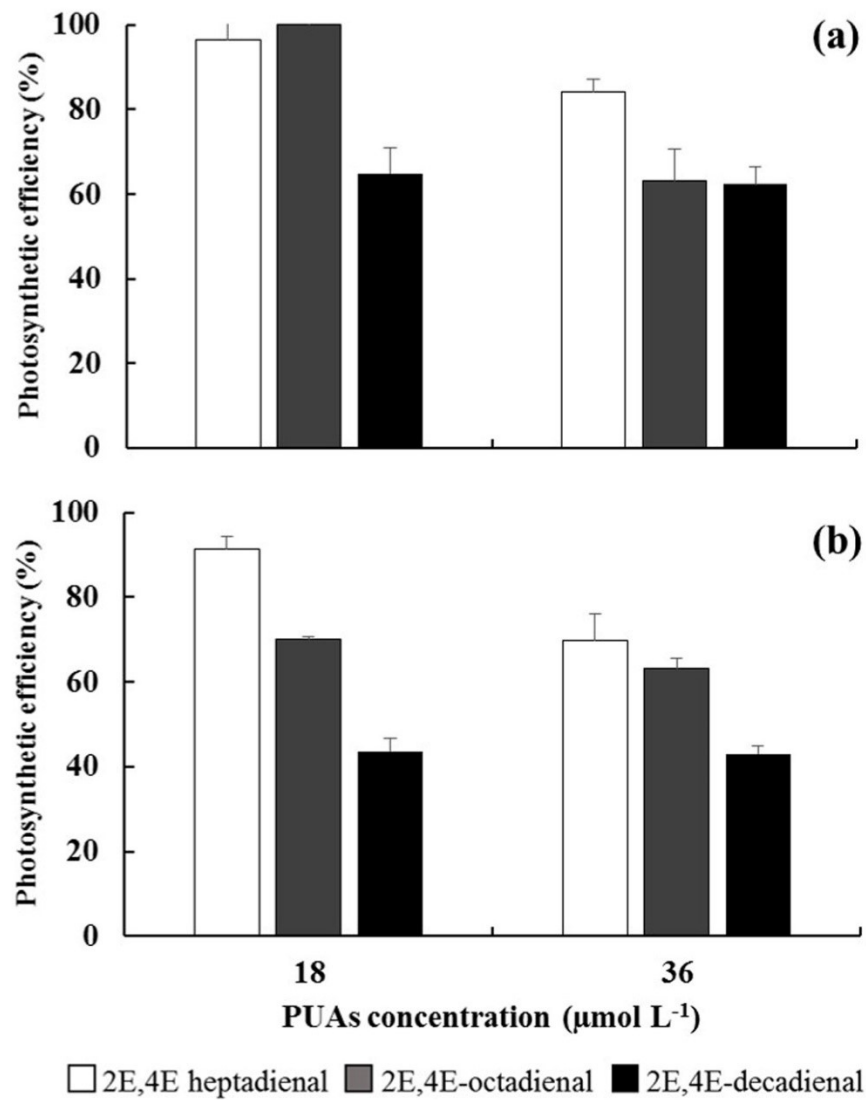 (a)
Photosynthetic efficiency (%)
100
80
60
40
20
0
(b)
Photosynthetic efficiency (%)
100
80
60
40
20
0
18 36
PUAs concentration (µmol L⁻¹)
2E,4E heptadienal 2E,4E-octadienal 2E,4E-decadienal